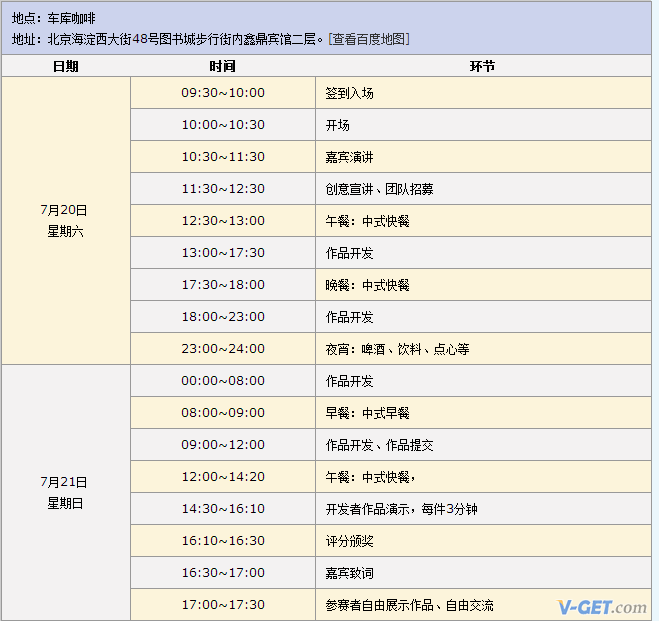 地点：车库咖啡
地址：北京海淀西大街48号图书城步行街内鑫鼎宾馆二层。[查看百度地图]
日期 时间 环节
7月20日
星期六
09:30~10:00 签到入场
10:00~10:30 开场
10:30~11:30 嘉宾演讲
11:30~12:30 创意宣讲、团队招募
12:30~13:00 午餐：中式快餐
13:00~17:30 作品开发
17:30~18:00 晚餐：中式快餐
18:00~23:00 作品开发
23:00~24:00 夜宵：啤酒、饮料、点心等
7月21日
星期日
00:00~08:00 作品开发
08:00~09:00 早餐：中式早餐
09:00~12:00 作品开发、作品提交
12:00~14:20 午餐：中式快餐，
14:30~16:10 开发者作品演示，每件3分钟
16:10~16:30 评分颁奖
16:30~17:00 嘉宾致词
17:00~17:30 参赛者自由展示作品、自由交流
V-GET.com